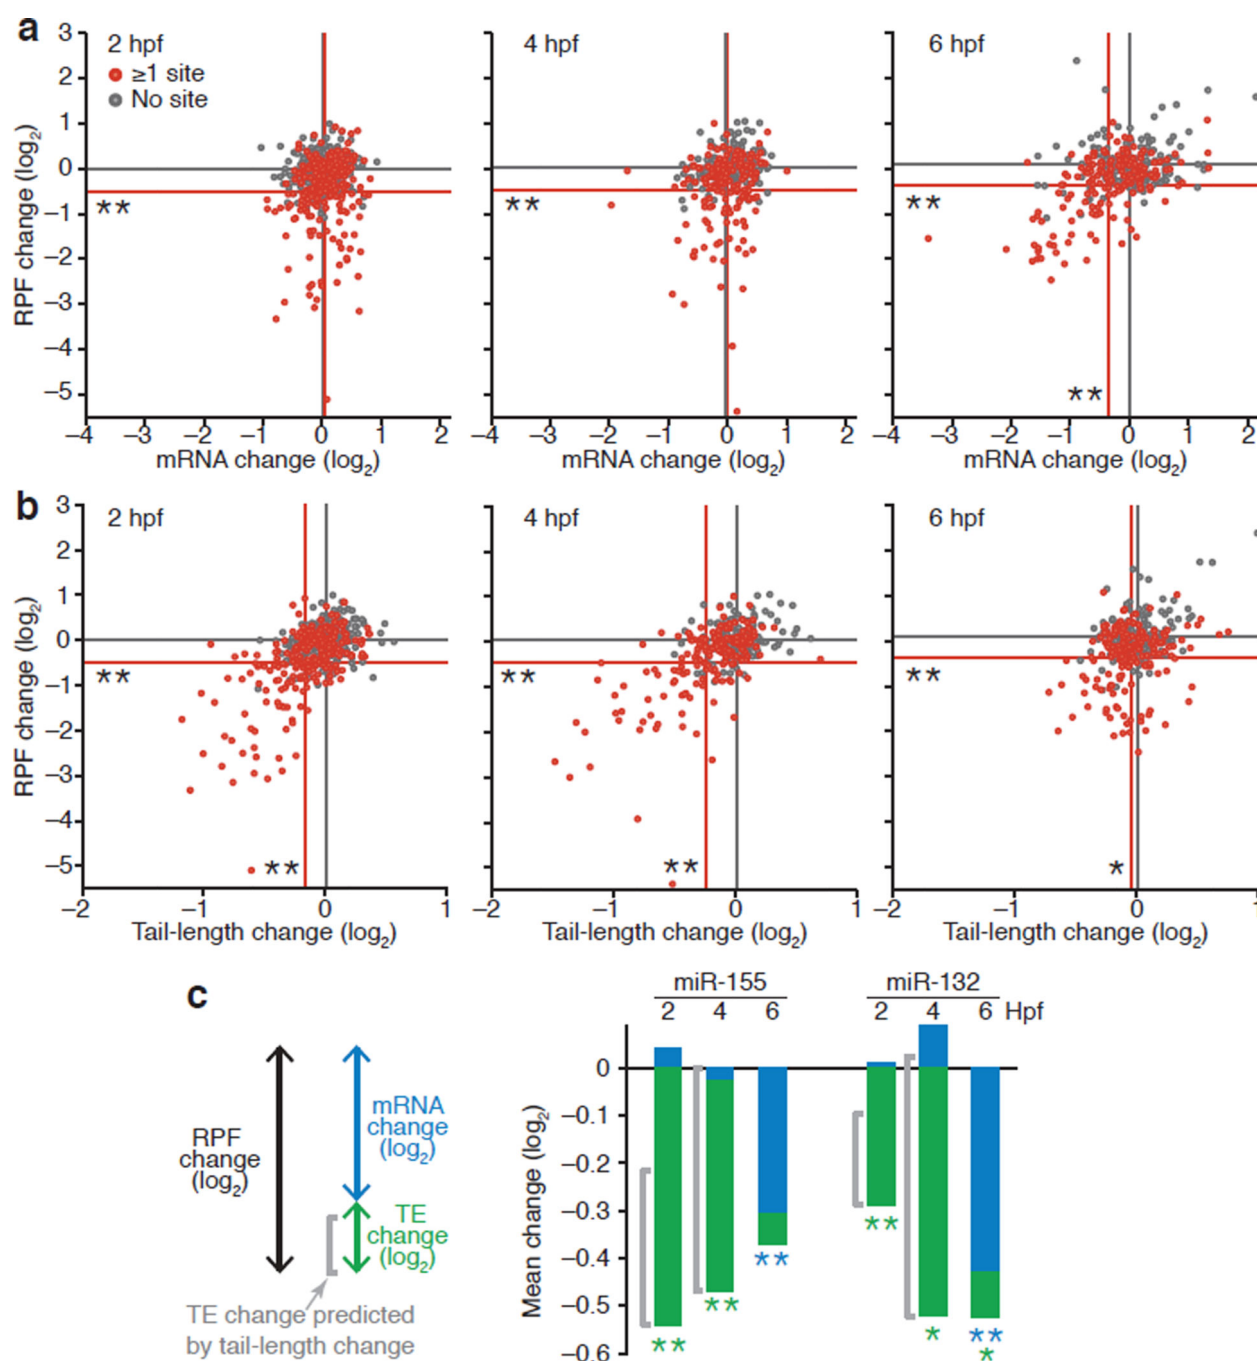 a
2 hpf
≥1 site
No site
4 hpf
6 hpf
RPF change (log2)
3
2
1
0
−1
−2
−3
−4
−5
**
**
**
**
−4 −3 −2 −1 0 1 2
−4 −3 −2 −1 0 1 2
−4 −3 −2 −1 0 1 2
mRNA change (log2)
mRNA change (log2)
mRNA change (log2)
b
2 hpf
4 hpf
6 hpf
RPF change (log2)
3
2
1
0
−1
−2
−3
−4
−5
**
**
**
**
**
*
−2 −1 0 1
−2 −1 0 1
−2 −1 0 1
Tail-length change (log2)
Tail-length change (log2)
Tail-length change (log2)
c
RPF
change
(log2)
mRNA
change
(log2)
TE
change
(log2)
TE change predicted
by tail-length change
miR-155 miR-132
2 4 6 2 4 6 Hpf
Mean change (log2)
0
−0.1
−0.2
−0.3
−0.4
−0.5
−0.6
**
**
**
**
*
**
*